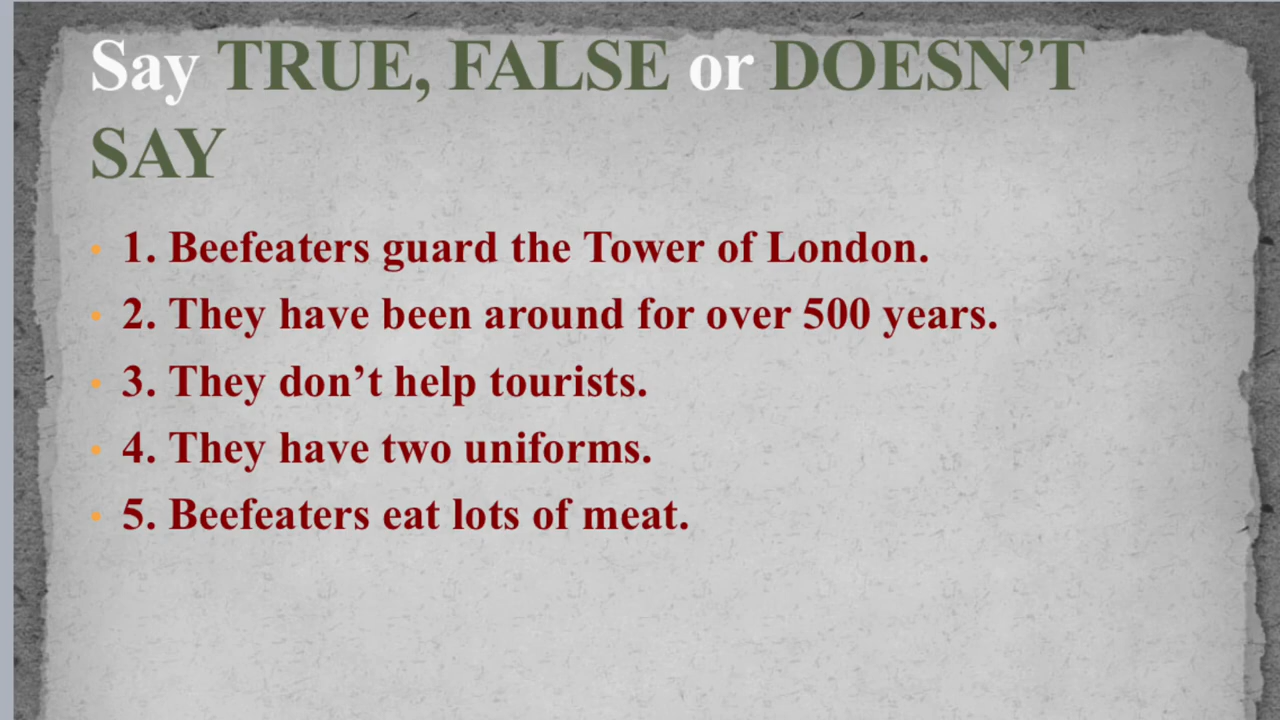 Say TRUE, FALSE or DOESN’T
SAY
• 1. Beefeaters guard the Tower of London.
• 2. They have been around for over 500 years.
• 3. They don’t help tourists.
• 4. They have two uniforms.
• 5. Beefeaters eat lots of meat.